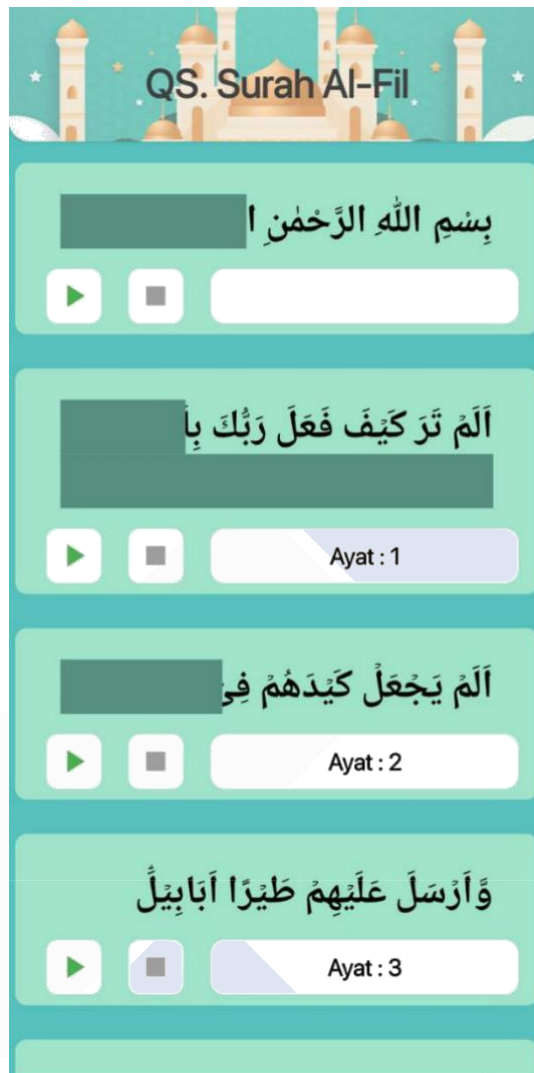 QS. Surah Al-Fil
بِسْمِ اللّٰهِ الرَّحْمٰنِ
اَلَمْ تَرَ كَيْفَ فَعَلَ رَبُّكَ
Ayat : 1
اَلَمْ يَجْعَلْ كَيْدَهُمْ فِيْ
Ayat : 2
وَّاَرْسَلَ عَلَيْهِمْ طَيْرًا اَبَابِيْلَۙ
Ayat : 3